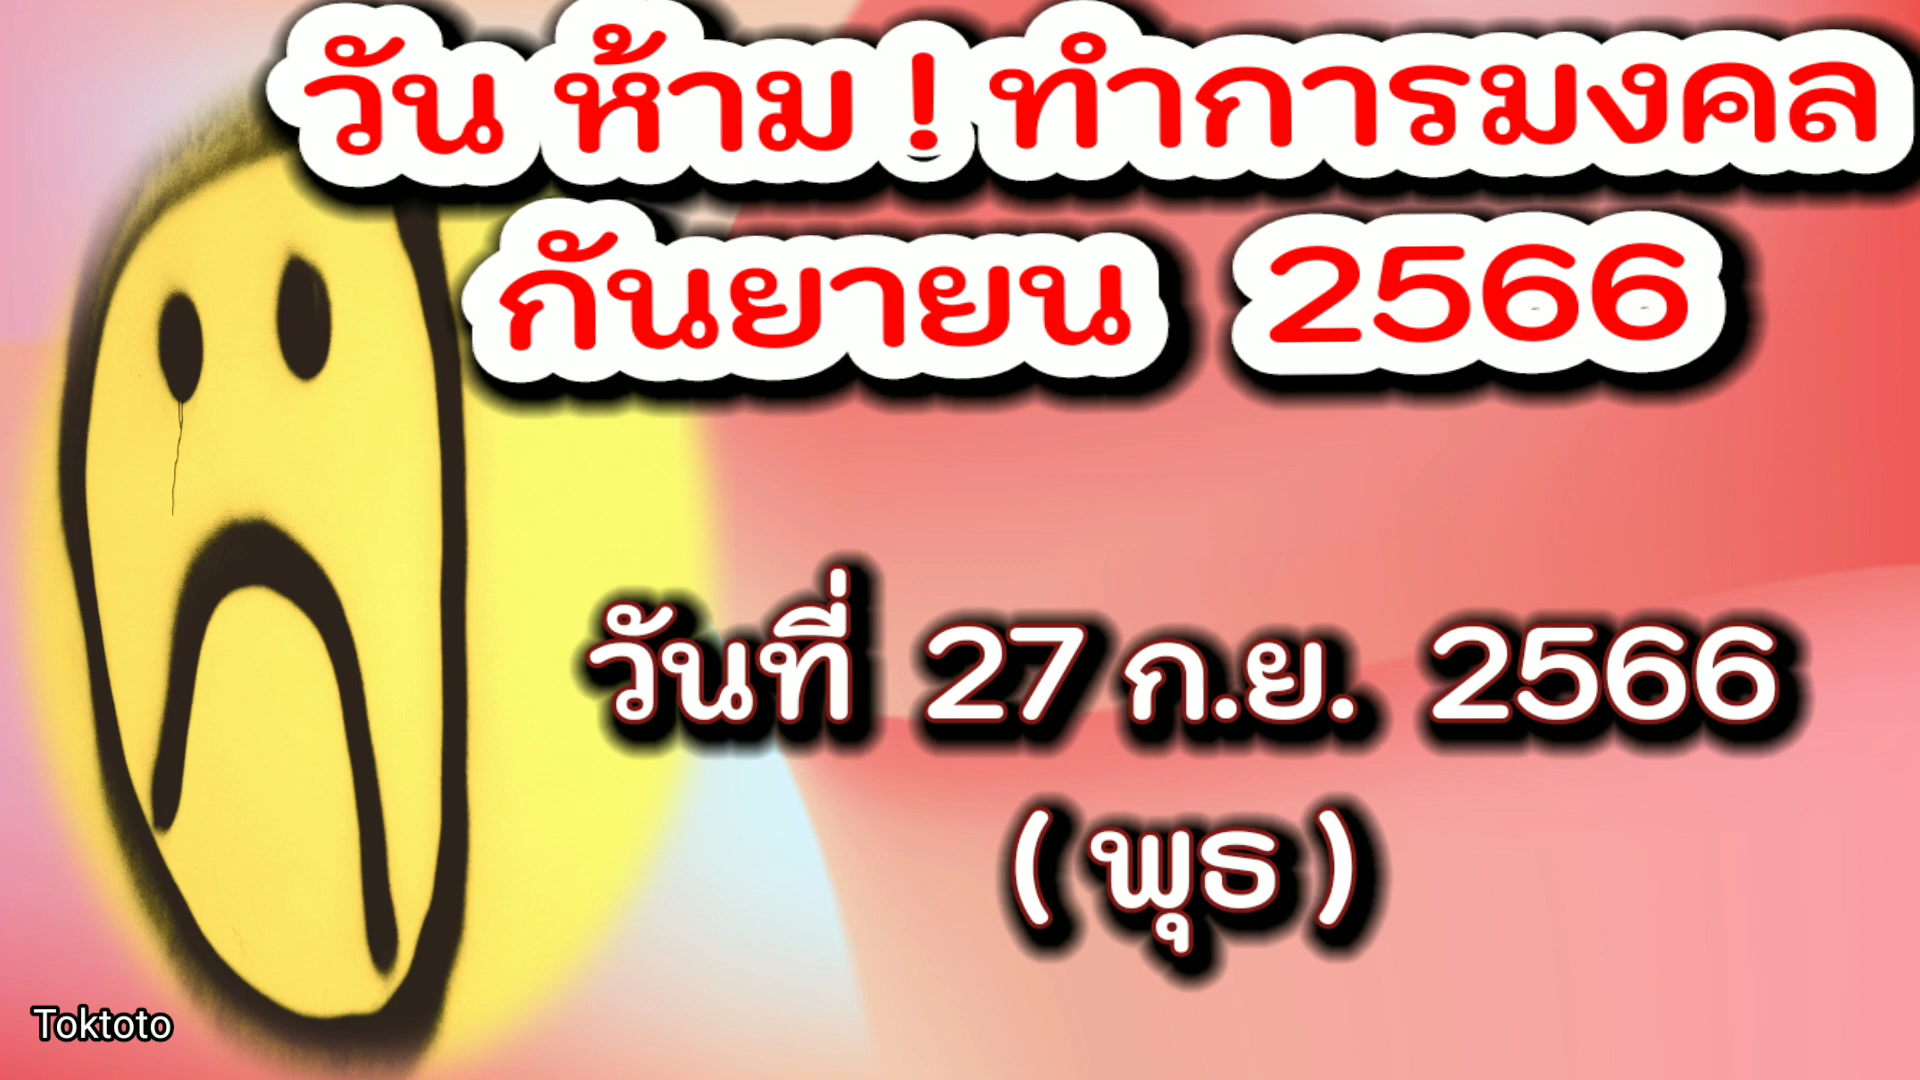 วัน ห้าม ! ทำการมงคล
กันยายน 2566
วันที่ 27 ก.ย. 2566
( พุธ )
Toktoto